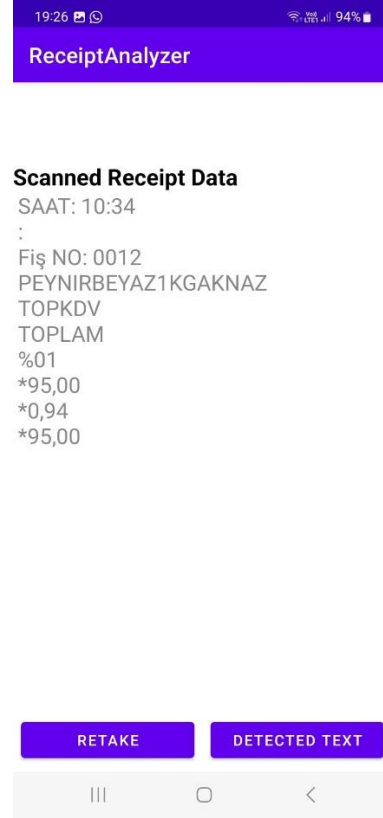 19:26 94%
ReceiptAnalyzer
Scanned Receipt Data
SAAT: 10:34
:
Fiş NO: 0012
PEYNIRBEYAZ1KGAKNAZ
TOPKDV
TOPLAM
%01
*95,00
*0,94
*95,00
RETAKE DETECTED TEXT